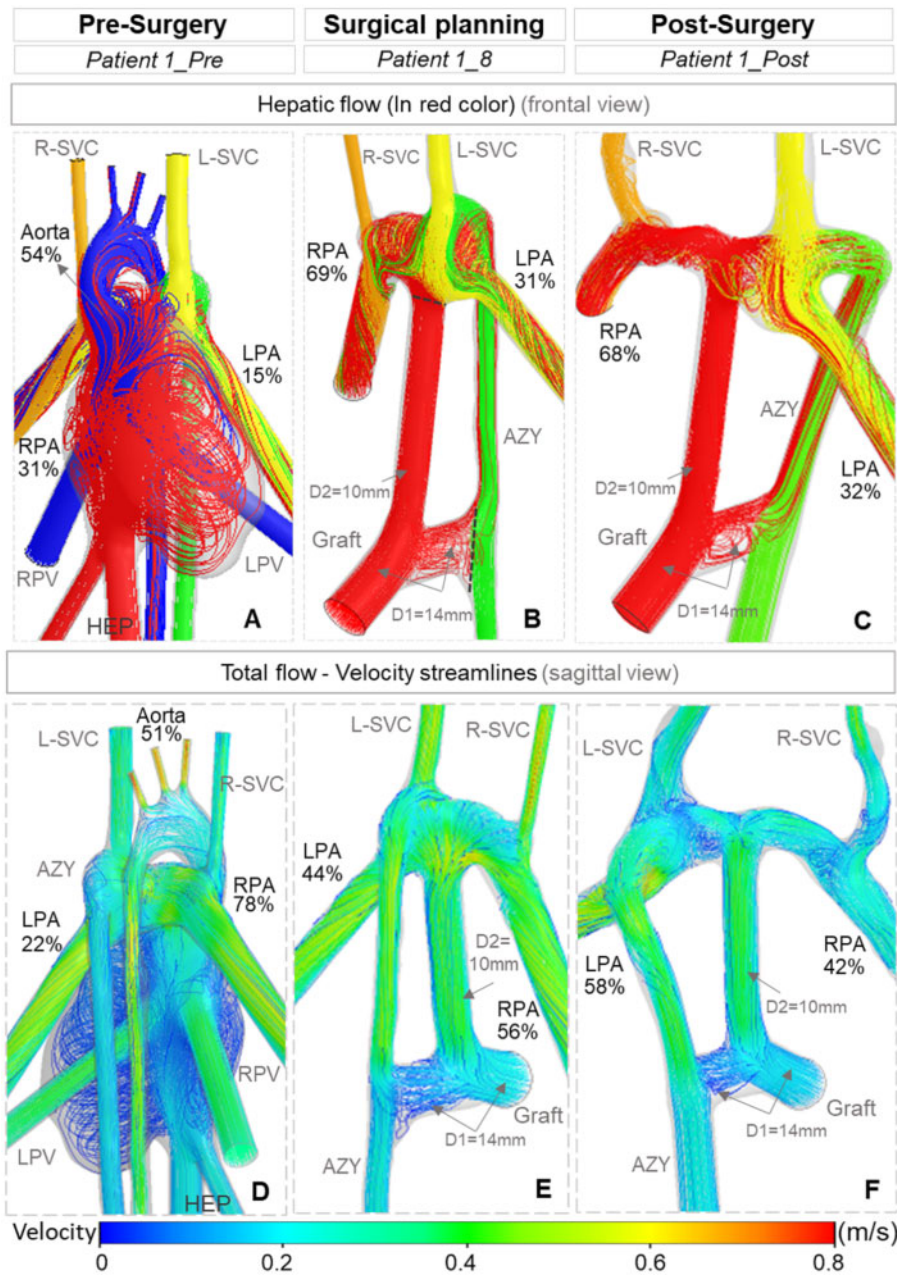 Pre-Surgery
Surgical planning
Post-Surgery
Patient 1_Pre
Patient 1_8
Patient 1_Post
Hepatic flow (In red color) (frontal view)
R-SVC
L-SVC
Aorta
54%
LPA
15%
RPA
31%
RPV
LPV
HEP
A
R-SVC
L-SVC
RPA
69%
LPA
31%
AZY
D2=10mm
Graft
D1=14mm
B
R-SVC
L-SVC
RPA
68%
AZY
D2=10mm
LPA
32%
Graft
D1=14mm
C
Total flow - Velocity streamlines (sagittal view)
Aorta
51%
L-SVC
R-SVC
AZY
RPA
78%
LPA
22%
RPV
LPV
HEP
D
L-SVC
R-SVC
LPA
44%
D2=
10mm
RPA
56%
Graft
D1=14mm
AZY
E
L-SVC
R-SVC
LPA
58%
RPA
42%
D2=10mm
Graft
D1=14mm
AZY
F
Velocity
(m/s)
0
0.2
0.4
0.6
0.8